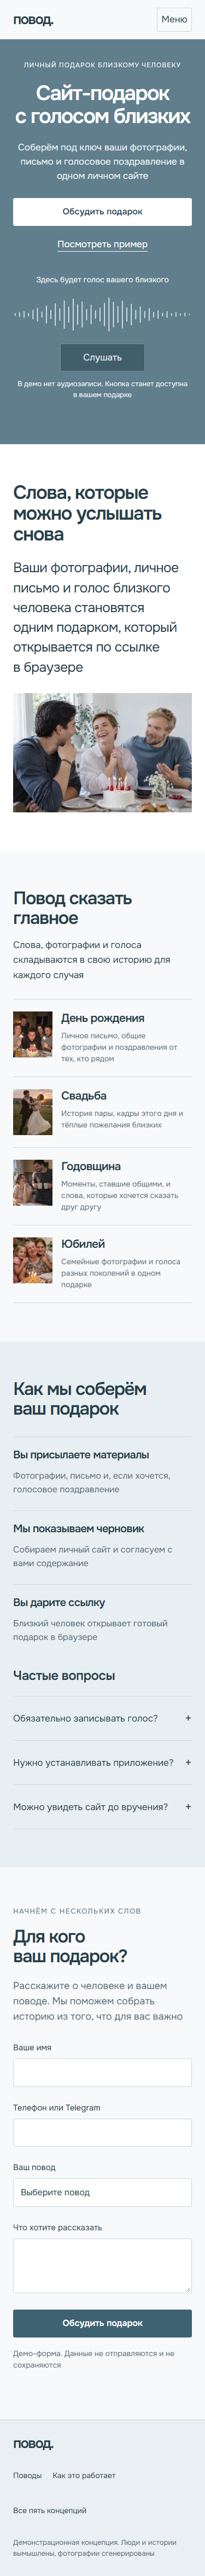 повод.
Меню
ЛИЧНЫЙ ПОДАРОК БЛИЗКОМУ ЧЕЛОВЕКУ
Сайт-подарок
с голосом близких
Соберём под ключ ваши фотографии,
письмо и голосовое поздравление в
одном личном сайте
Обсудить подарок
Посмотреть пример
Здесь будет голос вашего близкого
Слушать
В демо нет аудиозаписи. Кнопка станет доступна
в вашем подарке
Слова, которые
можно услышать
снова
Ваши фотографии, личное
письмо и голос близкого
человека становятся
одним подарком, который
открывается по ссылке
в браузере
Повод сказать
главное
Слова, фотографии и голоса
складываются в свою историю для
каждого случая
День рождения
Личное письмо, общие
фотографии и поздравления от
тех, кто рядом
Свадьба
История пары, кадры этого дня и
тёплые пожелания близких
Годовщина
Моменты, ставшие общими, и
слова, которые хочется сказать
друг другу
Юбилей
Семейные фотографии и голоса
разных поколений в одном
подарке
Как мы соберём
ваш подарок
Вы присылаете материалы
Фотографии, письмо и, если хочется,
голосовое поздравление
Мы показываем черновик
Собираем личный сайт и согласуем с
вами содержание
Вы дарите ссылку
Близкий человек открывает готовый
подарок в браузере
Частые вопросы
Обязательно записывать голос? +
Нужно устанавливать приложение? +
Можно увидеть сайт до вручения? +
НАЧНЁМ С НЕСКОЛЬКИХ СЛОВ
Для кого
ваш подарок?
Расскажите о человеке и вашем
поводе. Мы поможем собрать
историю из того, что для вас важно
Ваше имя
Телефон или Telegram
Ваш повод
Выберите повод
Что хотите рассказать
Обсудить подарок
Демо-форма. Данные не отправляются и не
сохраняются
повод.
Поводы Как это работает
Все пять концепций
Демонстрационная концепция. Люди и истории
вымышлены, фотографии сгенерированы